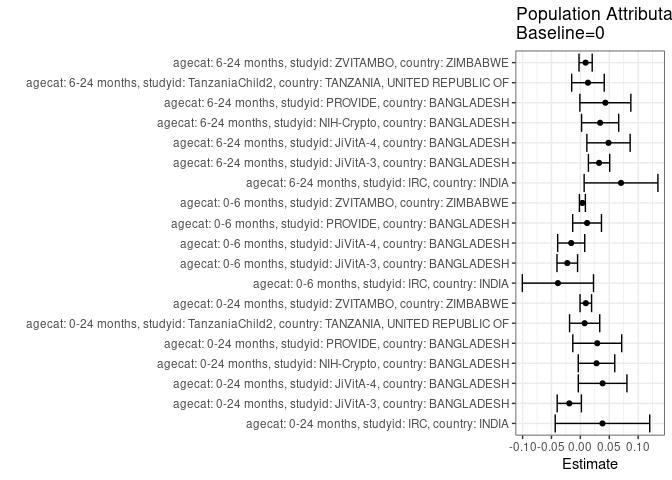 Population Attributa
Baseline=0
agecat: 6-24 months, studyid: ZVITAMBO, country: ZIMBABWE
agecat: 6-24 months, studyid: TanzaniaChild2, country: TANZANIA, UNITED REPUBLIC OF
agecat: 6-24 months, studyid: PROVIDE, country: BANGLADESH
agecat: 6-24 months, studyid: NIH-Crypto, country: BANGLADESH
agecat: 6-24 months, studyid: JiVitA-4, country: BANGLADESH
agecat: 6-24 months, studyid: JiVitA-3, country: BANGLADESH
agecat: 6-24 months, studyid: IRC, country: INDIA
agecat: 0-6 months, studyid: ZVITAMBO, country: ZIMBABWE
agecat: 0-6 months, studyid: PROVIDE, country: BANGLADESH
agecat: 0-6 months, studyid: JiVitA-4, country: BANGLADESH
agecat: 0-6 months, studyid: JiVitA-3, country: BANGLADESH
agecat: 0-6 months, studyid: IRC, country: INDIA
agecat: 0-24 months, studyid: ZVITAMBO, country: ZIMBABWE
agecat: 0-24 months, studyid: TanzaniaChild2, country: TANZANIA, UNITED REPUBLIC OF
agecat: 0-24 months, studyid: PROVIDE, country: BANGLADESH
agecat: 0-24 months, studyid: NIH-Crypto, country: BANGLADESH
agecat: 0-24 months, studyid: JiVitA-4, country: BANGLADESH
agecat: 0-24 months, studyid: JiVitA-3, country: BANGLADESH
agecat: 0-24 months, studyid: IRC, country: INDIA
-0.10 -0.05 0.00 0.05 0.10
Estimate